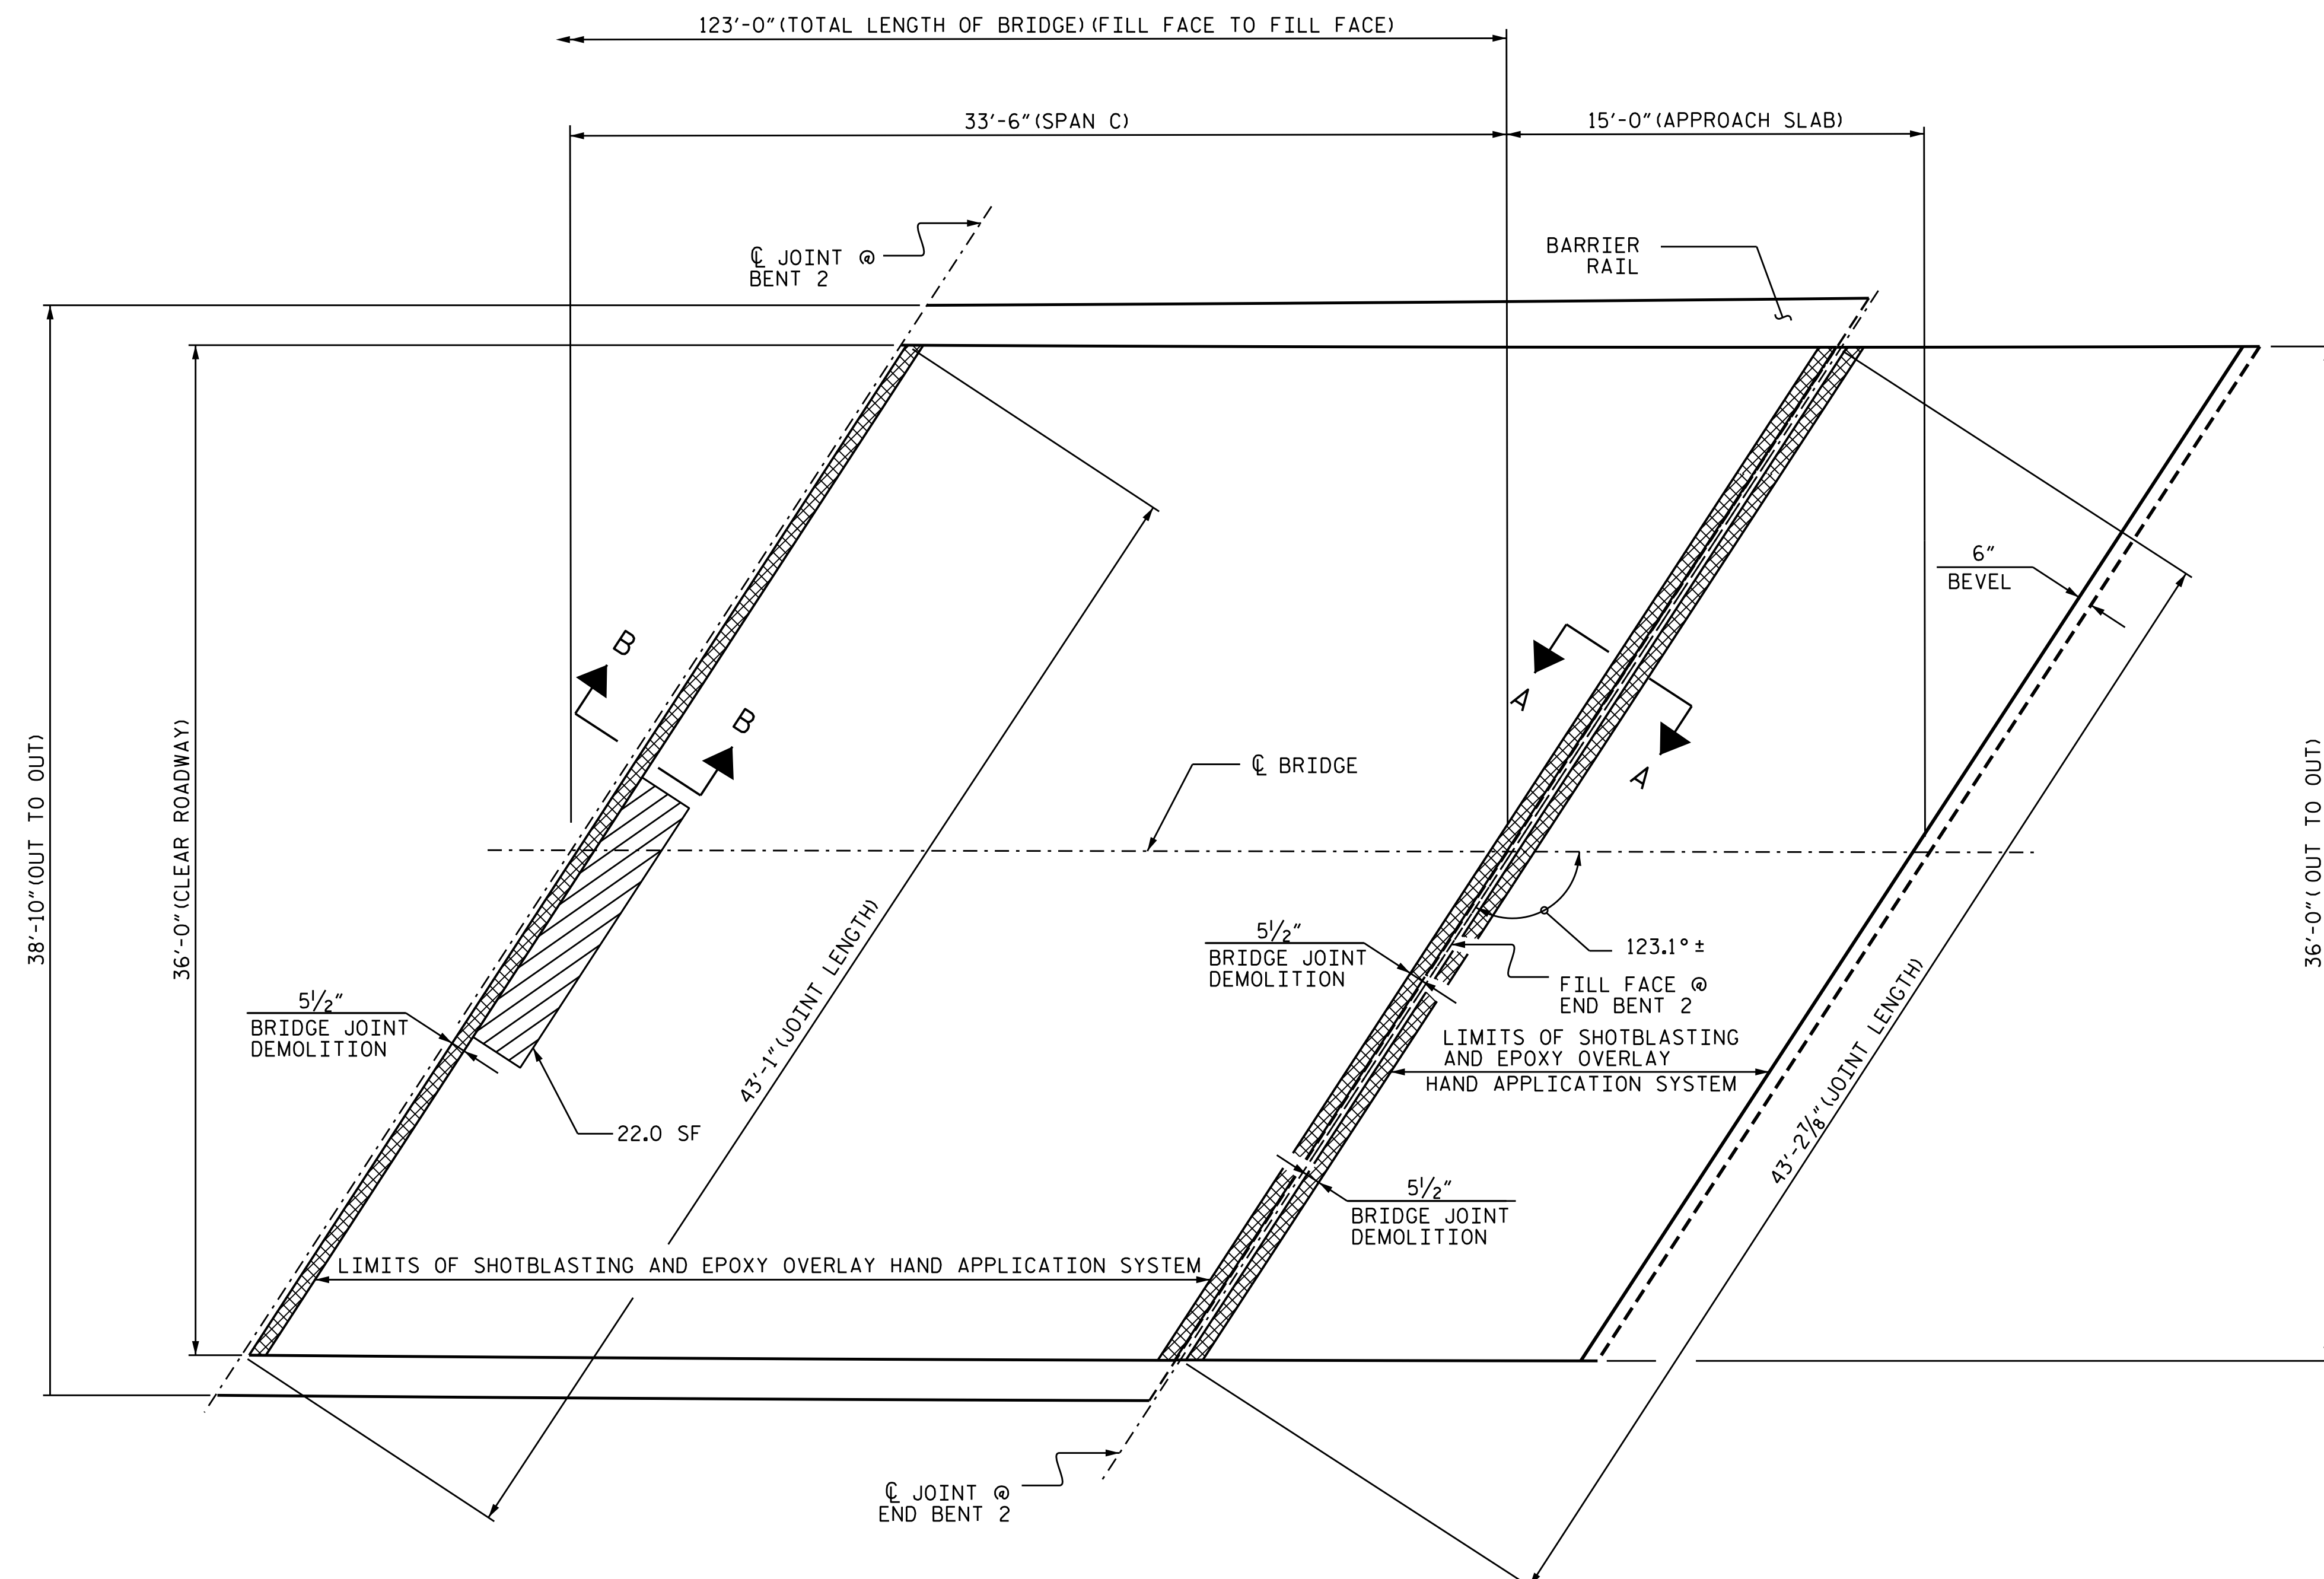 123'-0"(TOTAL LENGTH OF BRIDGE)(FILL FACE TO FILL FACE)
33'-6"(SPAN C)
15'-0"(APPROACH SLAB)
℄ JOINT @
BENT 2
BARRIER
RAIL
6"
BEVEL
B
B
A
A
38'-10"(OUT TO OUT)
36'-0"(CLEAR ROADWAY)
36'-0"( OUT TO OUT)
℄ BRIDGE
43'-1"(JOINT LENGTH)
5½"
BRIDGE JOINT
DEMOLITION
123.1°±
FILL FACE @
END BENT 2
5½"
BRIDGE JOINT
DEMOLITION
LIMITS OF SHOTBLASTING
AND EPOXY OVERLAY
HAND APPLICATION SYSTEM
43'-2⅞"(JOINT LENGTH)
22.0 SF
5½"
BRIDGE JOINT
DEMOLITION
LIMITS OF SHOTBLASTING AND EPOXY OVERLAY HAND APPLICATION SYSTEM
℄ JOINT @
END BENT 2